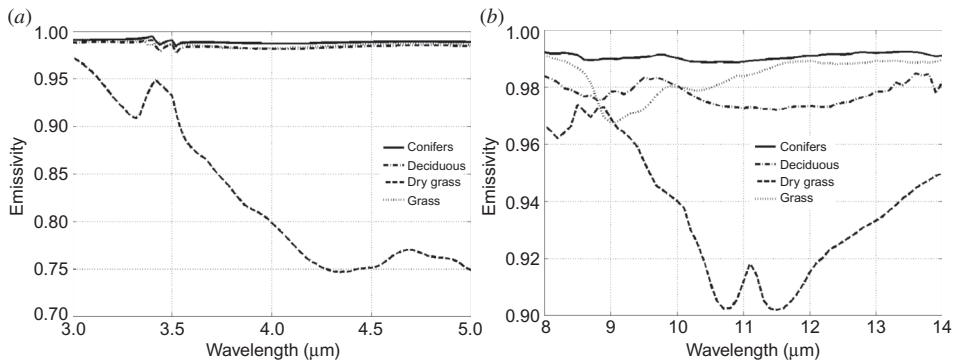 (a)
1.00
0.95
0.90
0.85
0.80
0.75
0.70
Emissivity
Conifers
Deciduous
Dry grass
Grass
3.0 3.5 4.0 4.5 5.0
Wavelength (μm)
(b)
1.00
0.98
0.96
0.94
0.92
0.90
Emissivity
Conifers
Deciduous
Dry grass
Grass
8 9 10 11 12 13 14
Wavelength (μm)